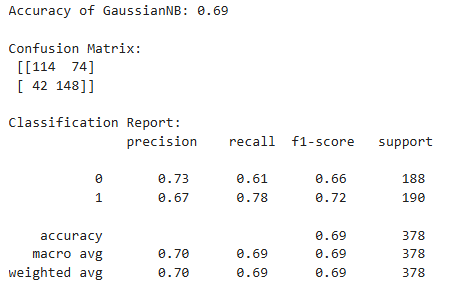 Accuracy of GaussianNB: 0.69
Confusion Matrix:
[[114 74]
[ 42 148]]
Classification Report:
precision recall f1-score support
0 0.73 0.61 0.66 188
1 0.67 0.78 0.72 190
accuracy 0.69 378
macro avg 0.70 0.69 0.69 378
weighted avg 0.70 0.69 0.69 378